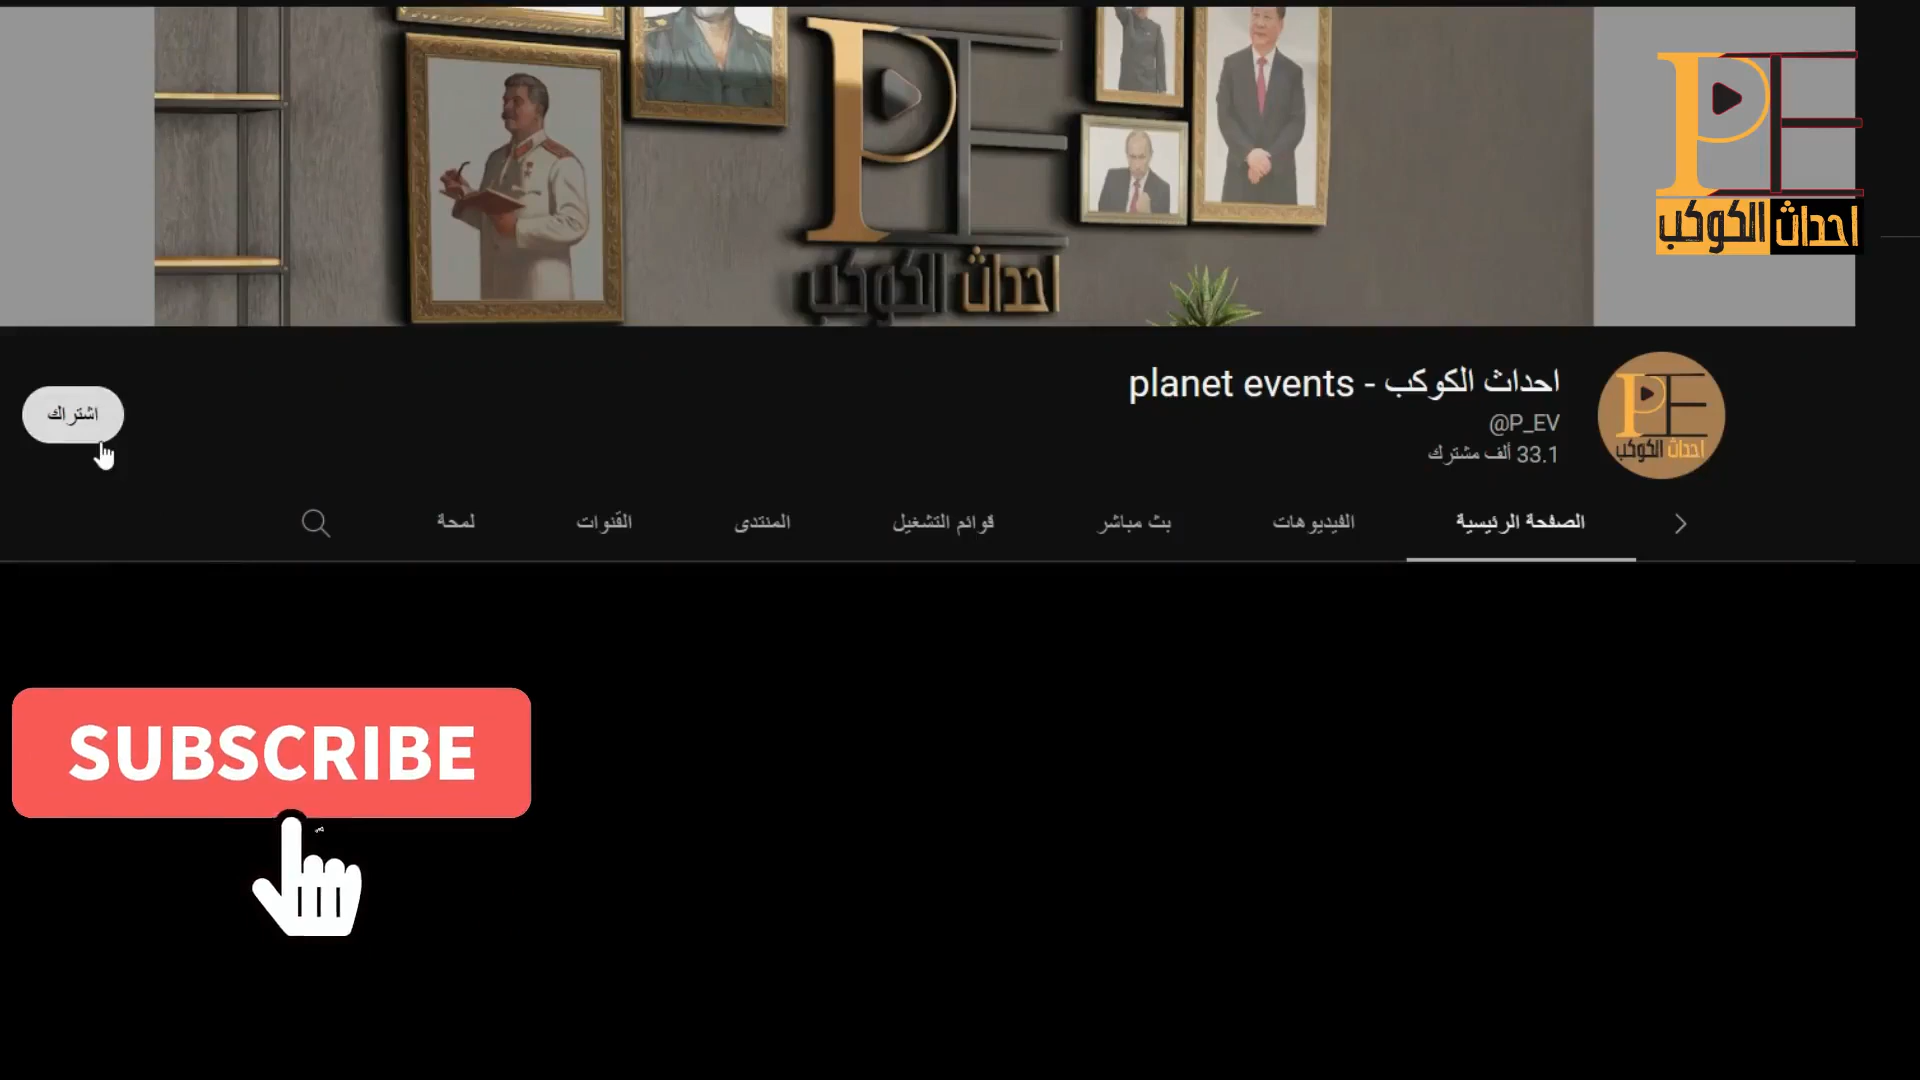 PE
احداث الكوكب
PE
احداث الكوكب
احداث الكوكب - planet events
@P_EV
33.1 ألف مشترك
PE
احداث الكوكب
اشتراك
الصفحة الرئيسية
الفيديوهات
بث مباشر
قوائم التشغيل
المنتدى
القنوات
لمحة
SUBSCRIBE